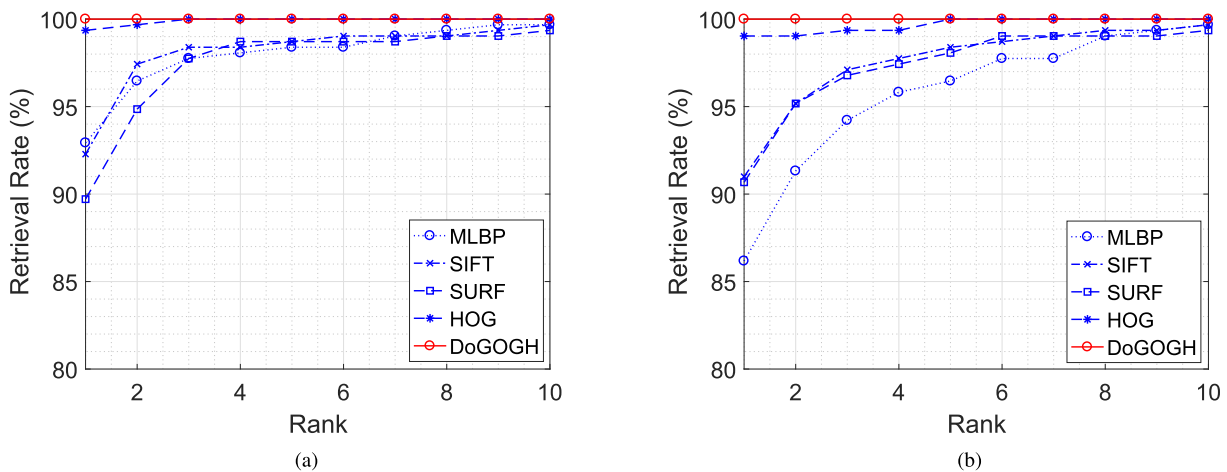 100
95
90
85
80
Retrieval Rate (%)
2
4
6
8
10
Rank
MLBP
SIFT
SURF
HOG
DoGOGH
(a)
100
95
90
85
80
Retrieval Rate (%)
2
4
6
8
10
Rank
MLBP
SIFT
SURF
HOG
DoGOGH
(b)